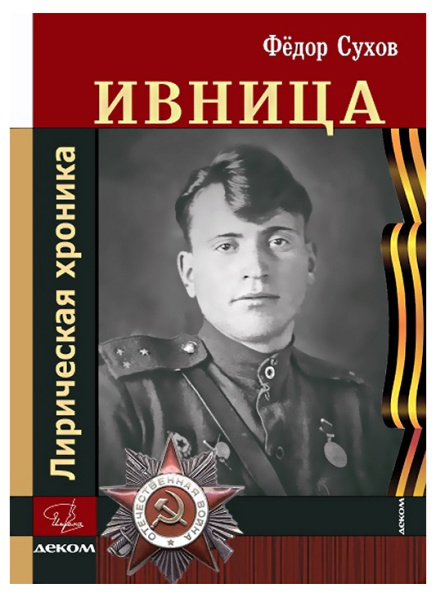 Фёдор Сухов
ИВНИЦА
Лирическая хроника
ОТЕЧЕСТВЕННАЯ ВОЙНА
ДЕКОМ
ДЕКОМ